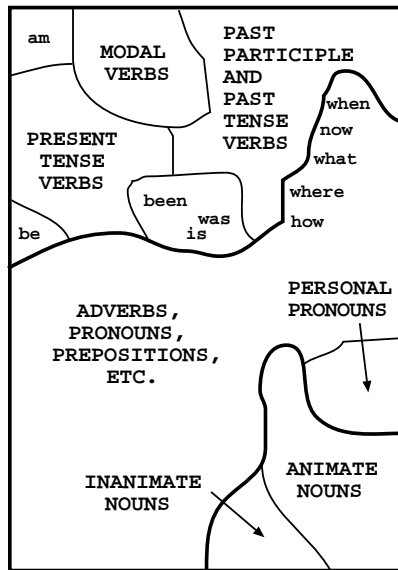 am
MODAL
VERBS
PAST
PARTICIPLE
AND
PAST
TENSE
VERBS
PRESENT
TENSE
VERBS
when
now
what
where
how
been
was
is
be
ADVERBS,
PRONOUNS,
PREPOSITIONS,
ETC.
PERSONAL
PRONOUNS
INANIMATE
NOUNS
ANIMATE
NOUNS